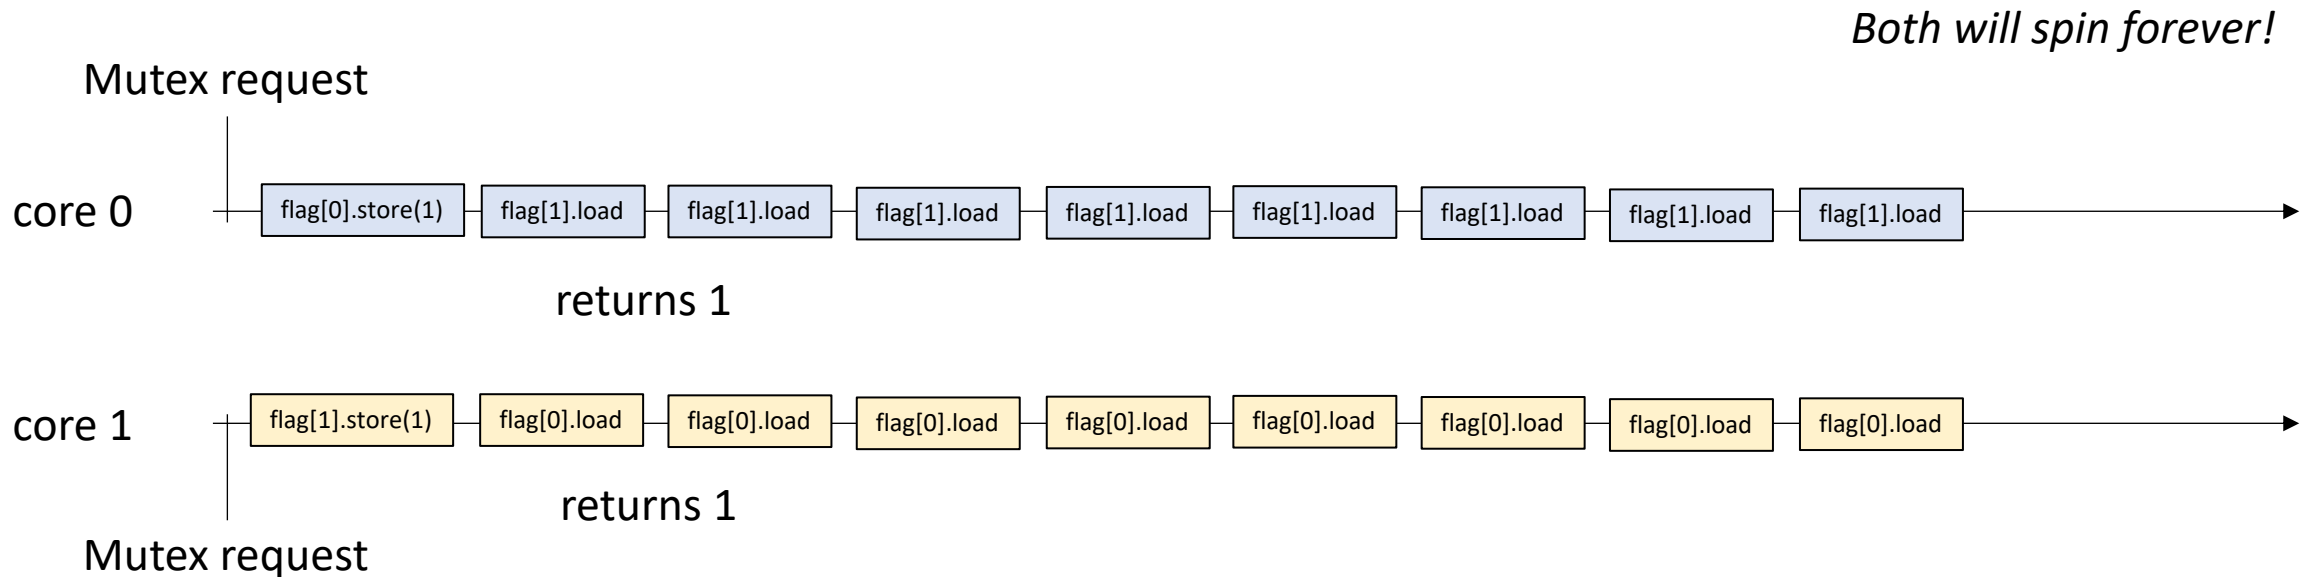 Both will spin forever!
Mutex request
core 0
flag[0].store(1) flag[1].load flag[1].load flag[1].load flag[1].load flag[1].load flag[1].load flag[1].load flag[1].load
returns 1
core 1
flag[1].store(1) flag[0].load flag[0].load flag[0].load flag[0].load flag[0].load flag[0].load flag[0].load flag[0].load
returns 1
Mutex request